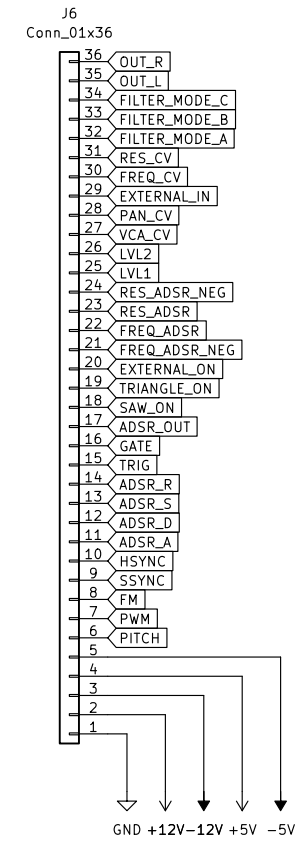 J6
Conn_01x36
36 OUT_R
35 OUT_L
34 FILTER_MODE_C
33 FILTER_MODE_B
32 FILTER_MODE_A
31 RES_CV
30 FREQ_CV
29 EXTERNAL_IN
28 PAN_CV
27 VCA_CV
26 LVL2
25 LVL1
24 RES_ADSR_NEG
23 RES_ADSR
22 FREQ_ADSR
21 FREQ_ADSR_NEG
20 EXTERNAL_ON
19 TRIANGLE_ON
18 SAW_ON
17 ADSR_OUT
16 GATE
15 TRIG
14 ADSR_R
13 ADSR_S
12 ADSR_D
11 ADSR_A
10 HSYNC
9 SSYNC
8 FM
7 PWM
6 PITCH
5
4
3
2
1
GND +12V -12V +5V -5V